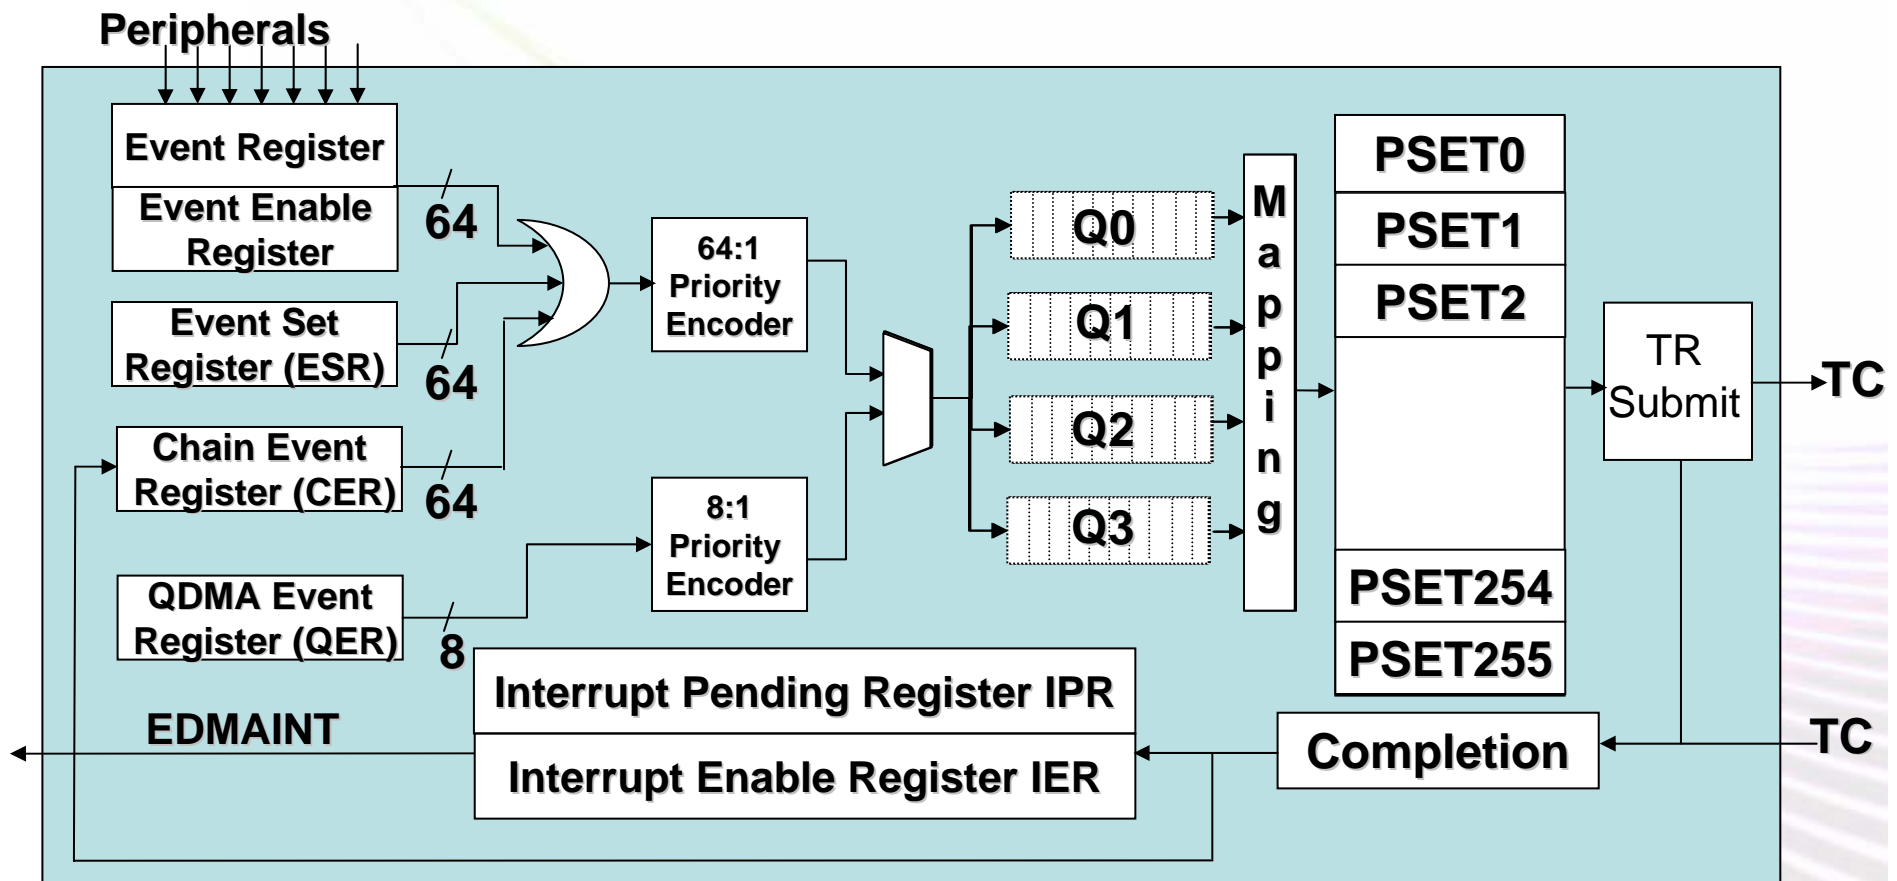 Peripherals
Event Register
Event Enable
Register
64
Event Set
Register (ESR)
64
Chain Event
Register (CER)
64
QDMA Event
Register (QER)
8
64:1
Priority
Encoder
8:1
Priority
Encoder
Q0
Q1
Q2
Q3
Mapping
PSET0
PSET1
PSET2
PSET254
PSET255
TR
Submit
TC
Interrupt Pending Register IPR
Interrupt Enable Register IER
EDMAINT
Completion
TC